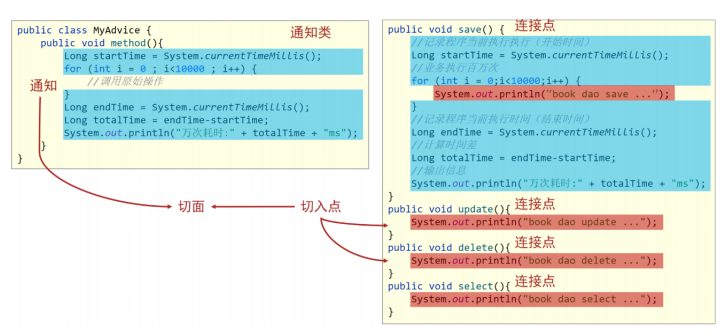 public class MyAdvice {
通知类
public void method(){
Long startTime = System.currentTimeMillis();
for (int i = 0 ; i<10000 ; i++) {
//调用原始操作
}
Long endTime = System.currentTimeMillis();
Long totalTime = endTime-startTime;
System.out.println("万次耗时:" + totalTime + "ms");
}
}
通知
切面
切入点
public void save() {
连接点
//记录程序当前执行执行（开始时间）
Long startTime = System.currentTimeMillis();
//业务执行百万次
for (int i = 0;i<10000;i++) {
System.out.println("book dao save ...");
}
//记录程序当前执行时间（结束时间）
Long endTime = System.currentTimeMillis();
//计算时间差
Long totalTime = endTime-startTime;
//输出信息
System.out.println("万次耗时:" + totalTime + "ms");
}
public void update(){
连接点
System.out.println("book dao update ...");
}
public void delete(){
连接点
System.out.println("book dao delete ...");
}
public void select(){
连接点
System.out.println("book dao select ...");
}